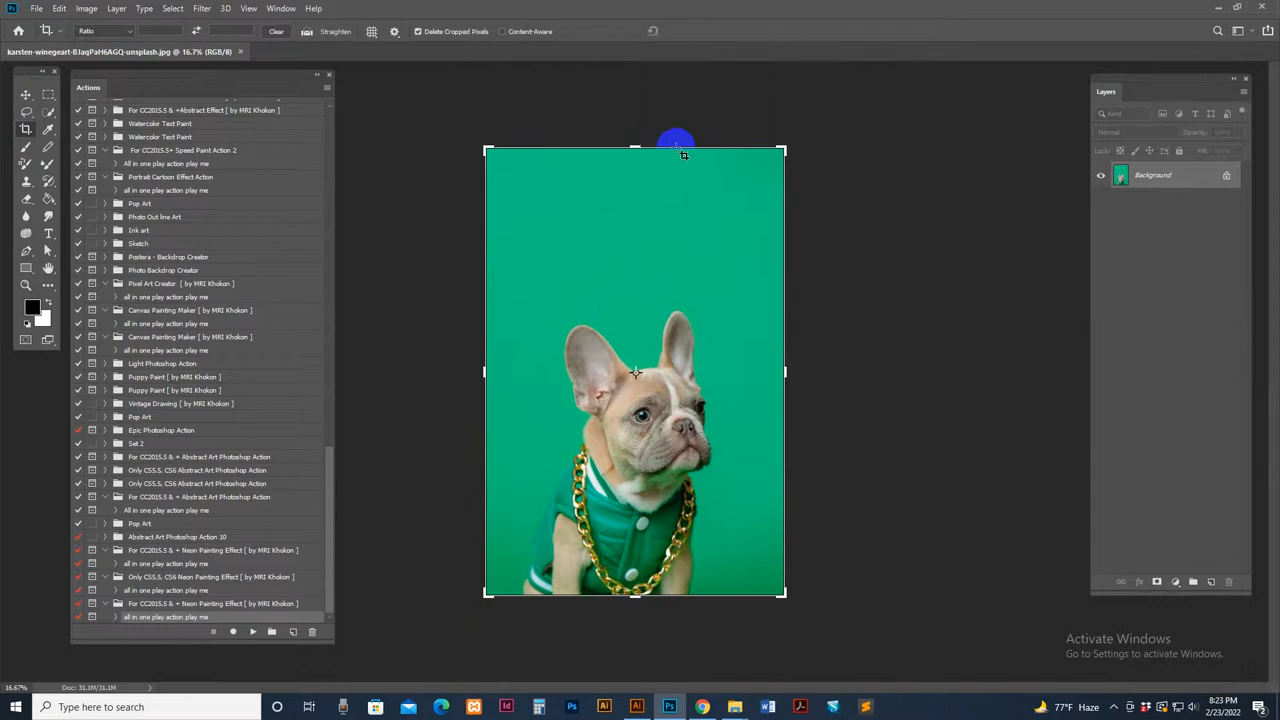 Ps File Edit Image Layer Type Select Filter 3D View Window Help
Ratio Clear Straighten Delete Cropped Pixels Content-Aware
karsten-winegeart-BJaqPaH6AGQ-unsplash.jpg @ 16.7% (RGB/8)
Actions
For CC2015.5 & +Abstract Effect [ by MRI Khokon ]
Watercolor Text Paint
Watercolor Text Paint
For CC2015.5+ Speed Paint Action 2
All in one play action play me
Portrait Cartoon Effect Action
all in one play action play me
Pop Art
Photo Out line Art
Ink art
Sketch
Postera - Backdrop Creator
Photo Backdrop Creator
Pixel Art Creator [ by MRI Khokon ]
all in one play action play me
Canvas Painting Maker [ by MRI Khokon ]
all in one play action play me
Canvas Painting Maker [ by MRI Khokon ]
all in one play action play me
Light Photoshop Action
Puppy Paint [ by MRI Khokon ]
Puppy Paint [ by MRI Khokon ]
Vintage Drawing [ by MRI Khokon ]
Pop Art
Epic Photoshop Action
Set 2
For CC2015.5 & + Abstract Art Photoshop Action
Only CS5.5, CS6 Abstract Art Photoshop Action
Only CS5.5, CS6 Abstract Art Photoshop Action
For CC2015.5 & + Abstract Art Photoshop Action
All in one play action play me
Pop Art
Abstract Art Photoshop Action 10
For CC2015.5 & + Neon Painting Effect [ by MRI Khokon ]
all in one play action play me
Only CS5.5, CS6 Neon Painting Effect [ by MRI Khokon ]
all in one play action play me
For CC2015.5 & + Neon Painting Effect [ by MRI Khokon ]
all in one play action play me
Layers
Kind
Normal Opacity:
Lock: Fill:
Background
Activate Windows
Go to Settings to activate Windows.
16.67% Doc: 31.1M/31.1M
Type here to search
77°F Haze
8:23 PM
2/23/2022